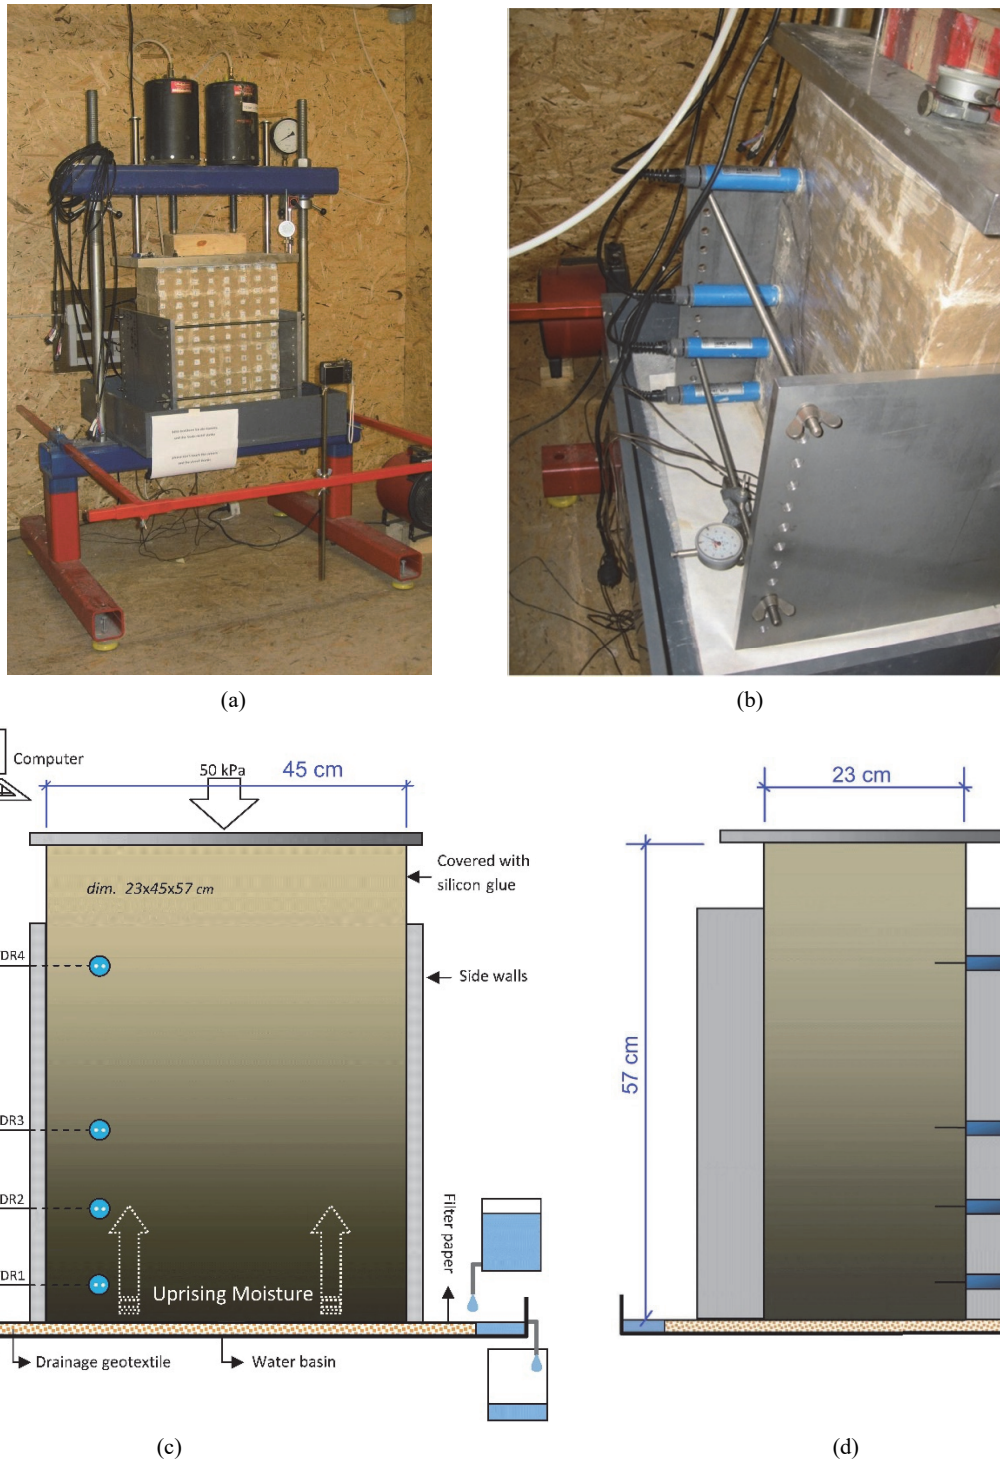 (a)
(b)
Computer
50 kPa
45 cm
Covered with
silicon glue
dim. 23x45x57 cm
DR4
Side walls
DR3
DR2
DR1
Filter paper
Uprising Moisture
Drainage geotextile
Water basin
(c)
23 cm
57 cm
(d)